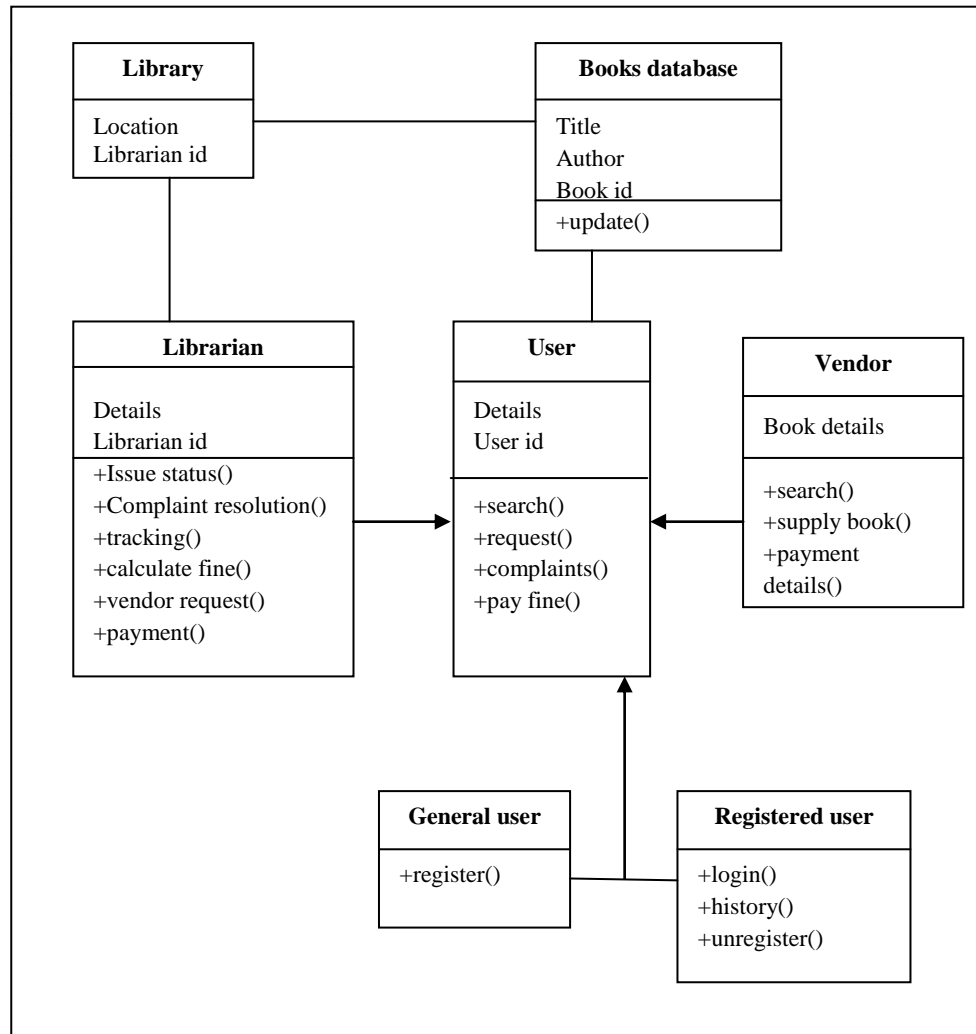 Library
Location
Librarian id
Books database
Title
Author
Book id
+update()
Librarian
Details
Librarian id
+Issue status()
+Complaint resolution()
+tracking()
+calculate fine()
+vendor request()
+payment()
User
Details
User id
+search()
+request()
+complaints()
+pay fine()
Vendor
Book details
+search()
+supply book()
+payment
details()
General user
+register()
Registered user
+login()
+history()
+unregister()